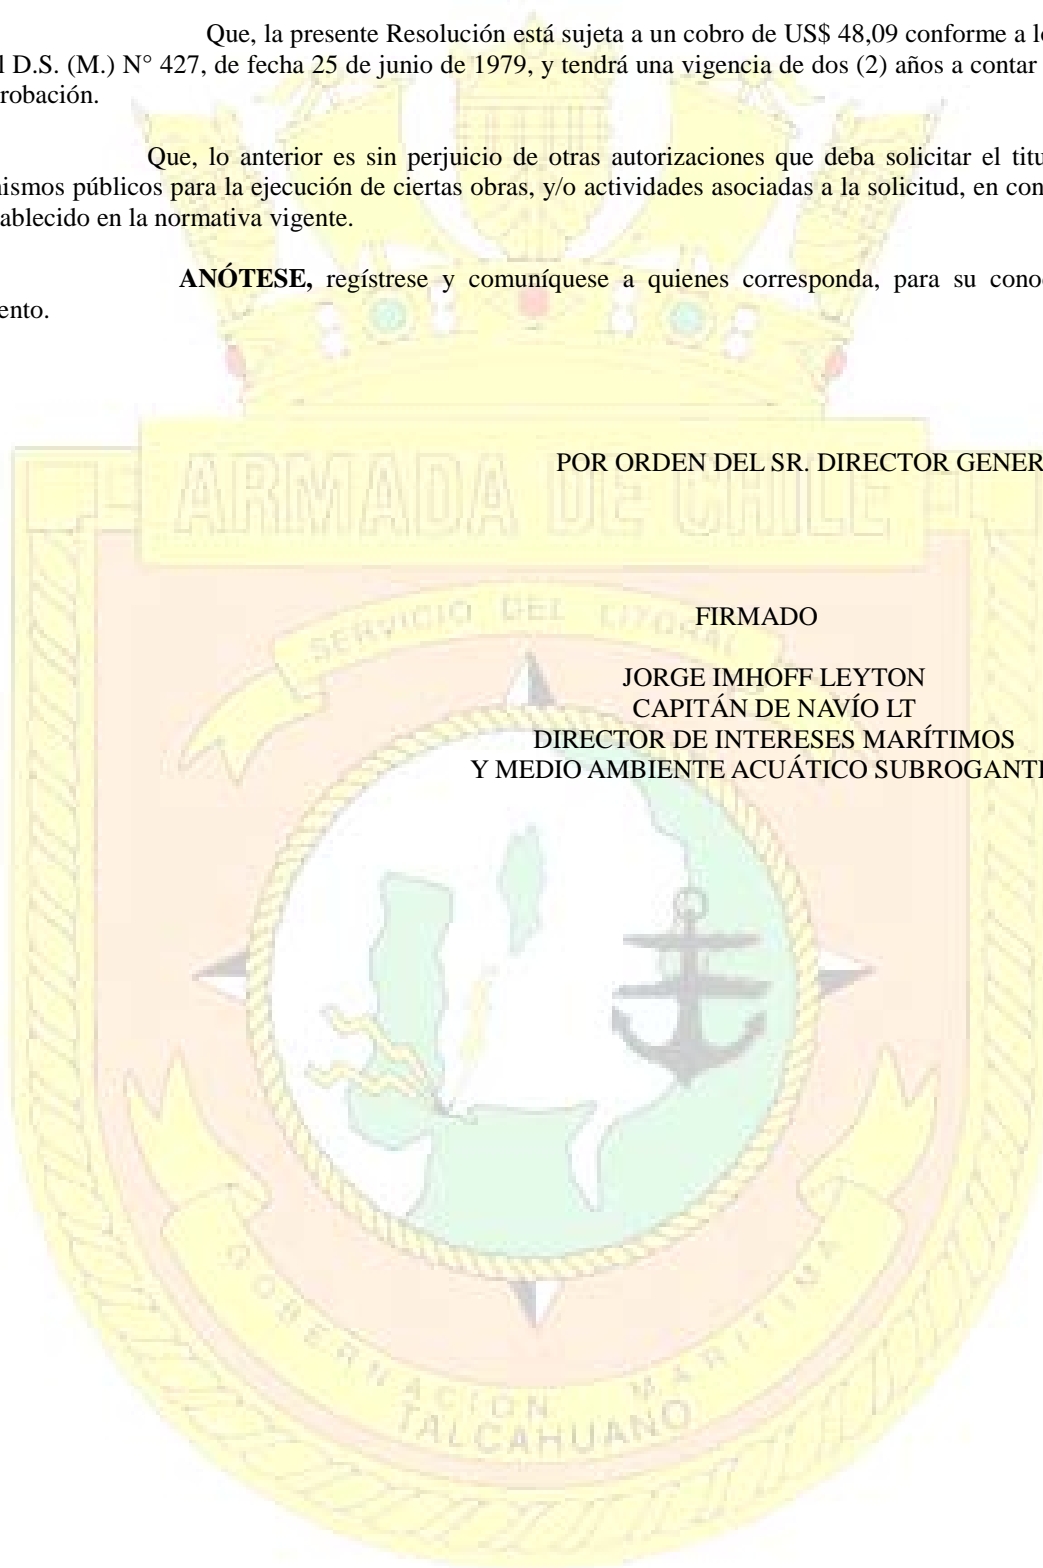 Que, la presente Resolución está sujeta a un cobro de US$ 48,09 conforme a l
l D.S. (M.) N° 427, de fecha 25 de junio de 1979, y tendrá una vigencia de dos (2) años a contar
robación.
Que, lo anterior es sin perjuicio de otras autorizaciones que deba solicitar el titu
nismos públicos para la ejecución de ciertas obras, y/o actividades asociadas a la solicitud, en con
ablecido en la normativa vigente.
ANÓTESE, regístrese y comuníquese a quienes corresponda, para su cono
ento.
POR ORDEN DEL SR. DIRECTOR GENER
ARMADA DE CHILE
SERVICIO DEL LITORAL
FIRMADO
JORGE IMHOFF LEYTON
CAPITÁN DE NAVÍO LT
DIRECTOR DE INTERESES MARÍTIMOS
Y MEDIO AMBIENTE ACUÁTICO SUBROGANTE
GOBERNACION MARITIMA
TALCAHUANO